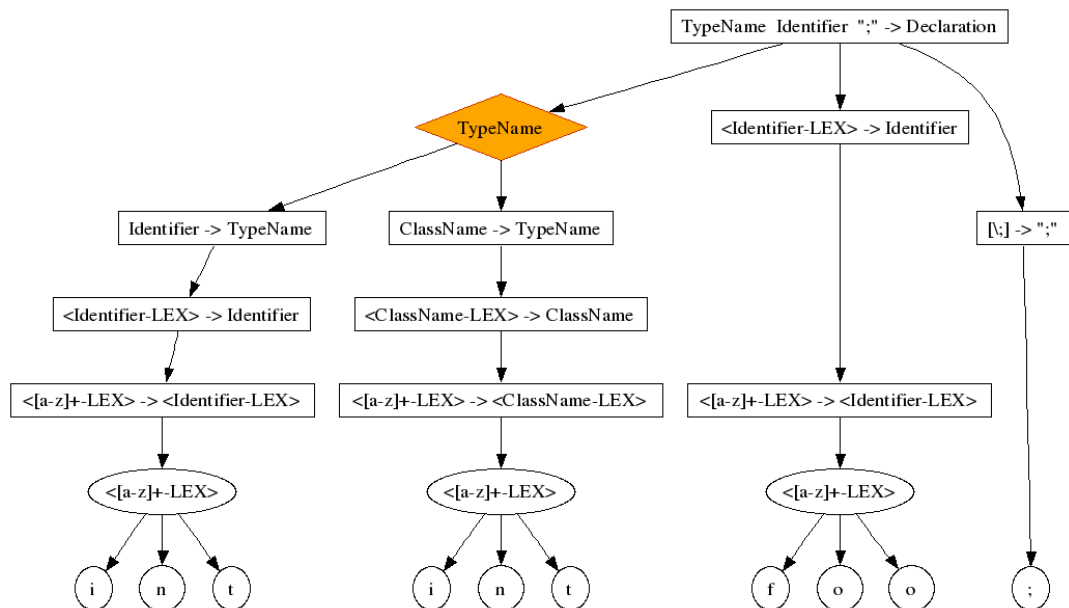 TypeName Identifier ";" -> Declaration
TypeName
<Identifier-LEX> -> Identifier
Identifier -> TypeName
ClassName -> TypeName
[\;] -> ";"
<Identifier-LEX> -> Identifier
<ClassName-LEX> -> ClassName
<[a-z]+-LEX> -> <Identifier-LEX>
<[a-z]+-LEX> -> <ClassName-LEX>
<[a-z]+-LEX> -> <Identifier-LEX>
<[a-z]+-LEX>
<[a-z]+-LEX>
<[a-z]+-LEX>
i
n
t
i
n
t
f
o
o
;